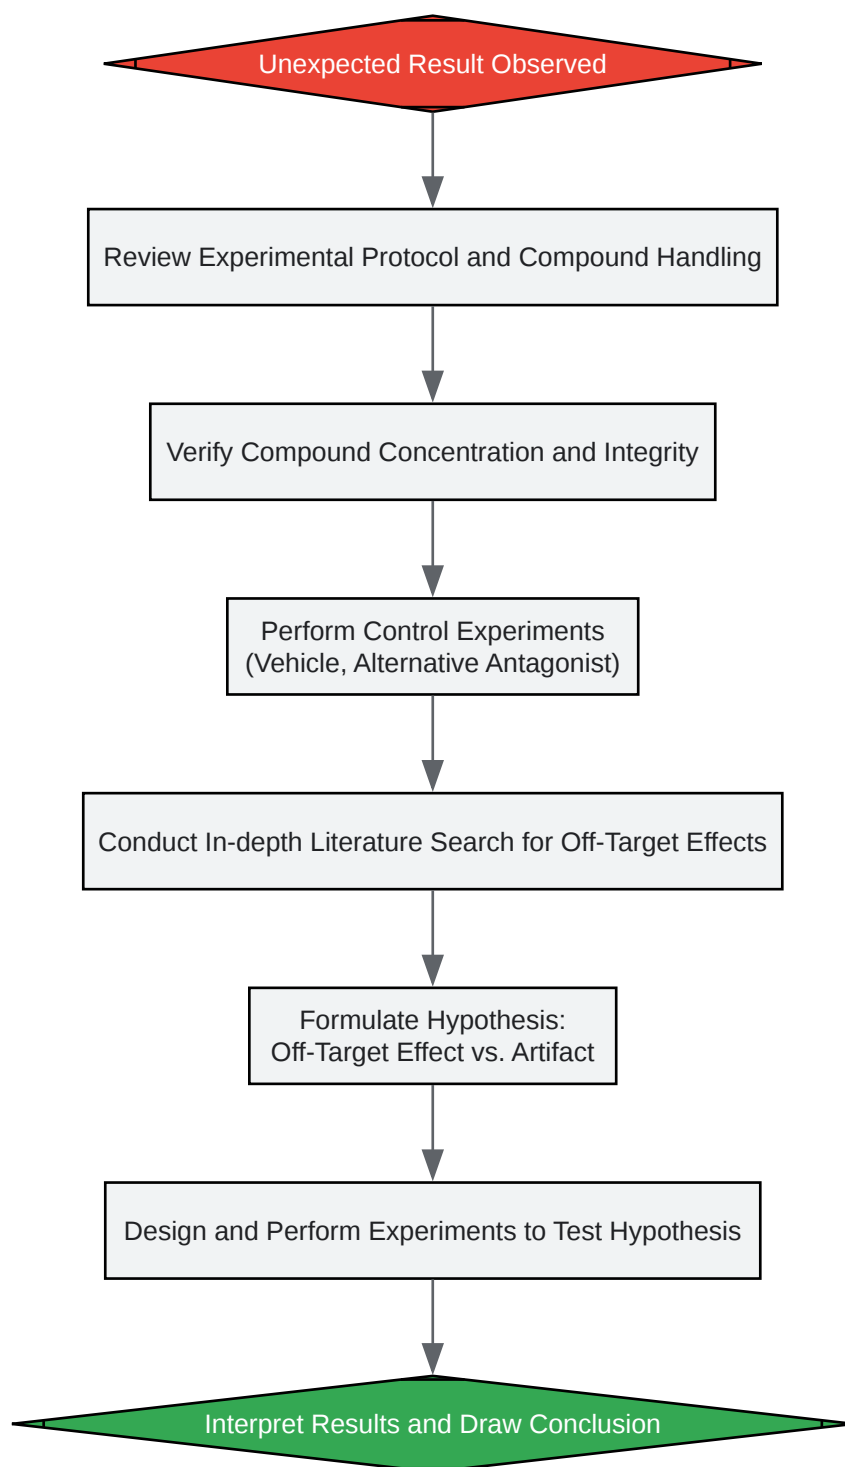 Unexpected Result Observed
Review Experimental Protocol and Compound Handling
Verify Compound Concentration and Integrity
Perform Control Experiments
(Vehicle, Alternative Antagonist)
Conduct In-depth Literature Search for Off-Target Effects
Formulate Hypothesis:
Off-Target Effect vs. Artifact
Design and Perform Experiments to Test Hypothesis
Interpret Results and Draw Conclusion